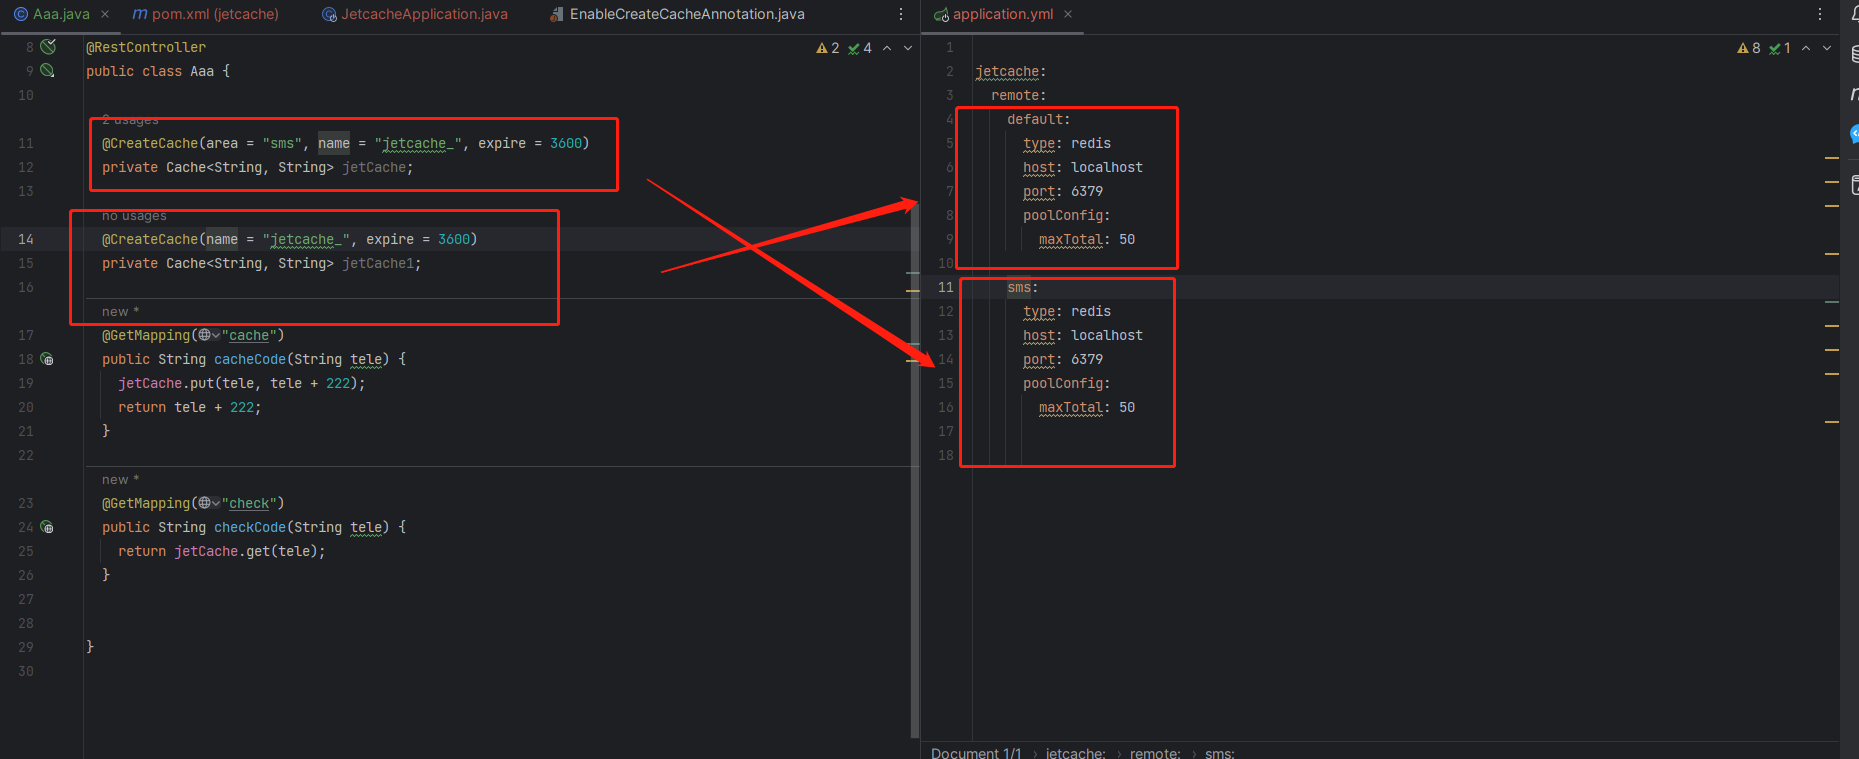 Aaa.java
pom.xml (jetcache)
JetcacheApplication.java
EnableCreateCacheAnnotation.java
2 4
8 @RestController
9 public class Aaa {
10
2 usages
11 @CreateCache(area = "sms", name = "jetcache_", expire = 3600)
12 private Cache<String, String> jetCache;
13
no usages
14 @CreateCache(name = "jetcache_", expire = 3600)
15 private Cache<String, String> jetCache1;
16
new *
17 @GetMapping("cache")
18 public String cacheCode(String tele) {
19 jetCache.put(tele, tele + 222);
20 return tele + 222;
21 }
22
new *
23 @GetMapping("check")
24 public String checkCode(String tele) {
25 return jetCache.get(tele);
26 }
27
28
29 }
30
application.yml
8 1
1
2 jetcache:
3 remote:
4 default:
5 type: redis
6 host: localhost
7 port: 6379
8 poolConfig:
9 maxTotal: 50
10
11 sms:
12 type: redis
13 host: localhost
14 port: 6379
15 poolConfig:
16 maxTotal: 50
17
18
Document 1/1 › jetcache: › remote: › sms: